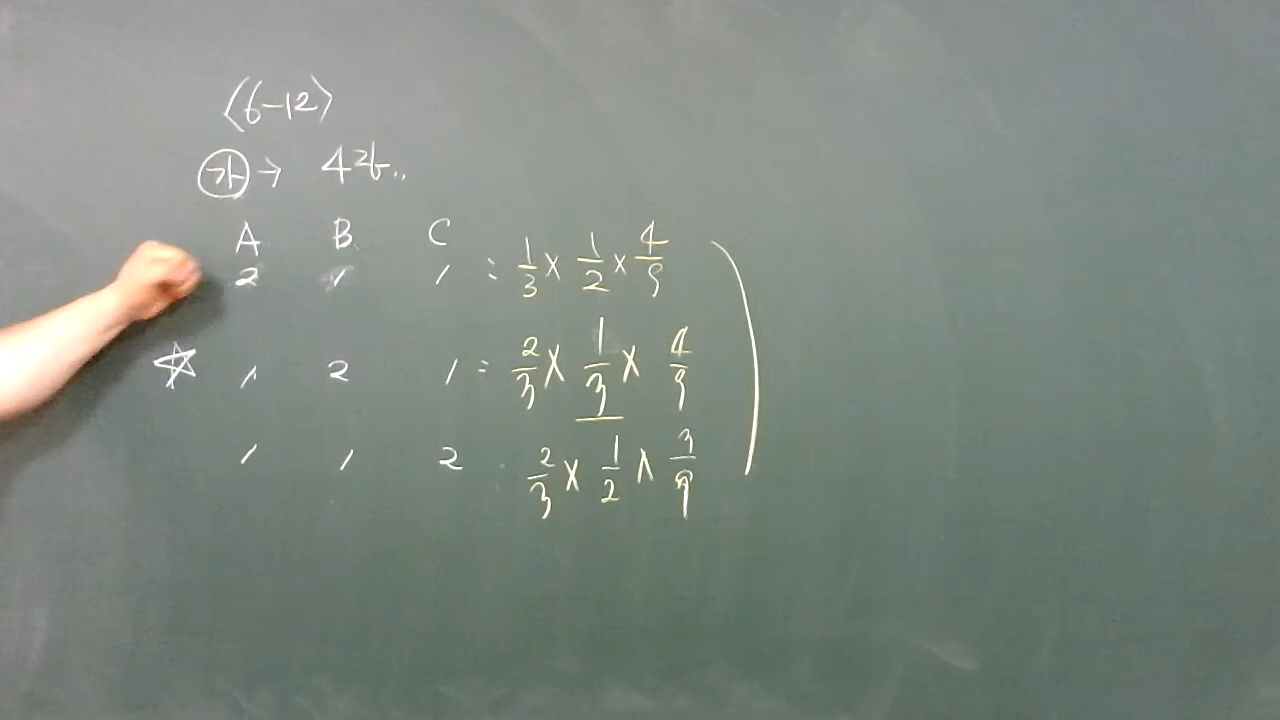 <6-12>
㉮ → 4가..
A B C
2 1 1 : 1/3 × 1/2 × 4/9
☆ 1 2 1 : 2/3 × 1/3 × 4/9
1 1 2 : 2/3 × 1/2 × 3/9